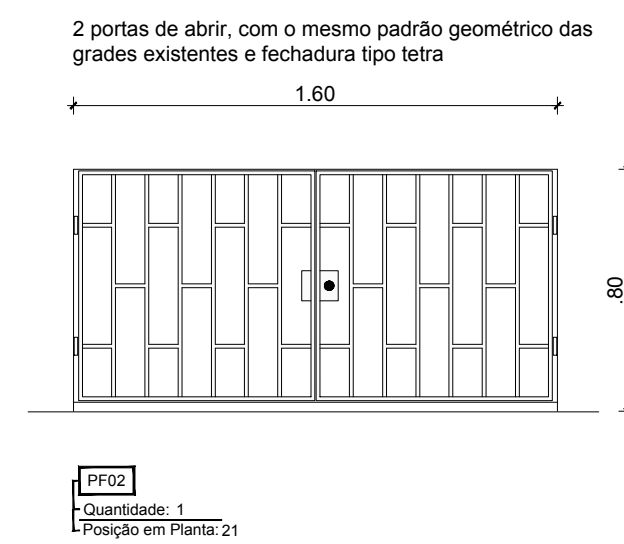 2 portas de abrir, com o mesmo padrão geométrico das
grades existentes e fechadura tipo tetra
1.60
.80
PF02
Quantidade: 1
Posição em Planta: 21